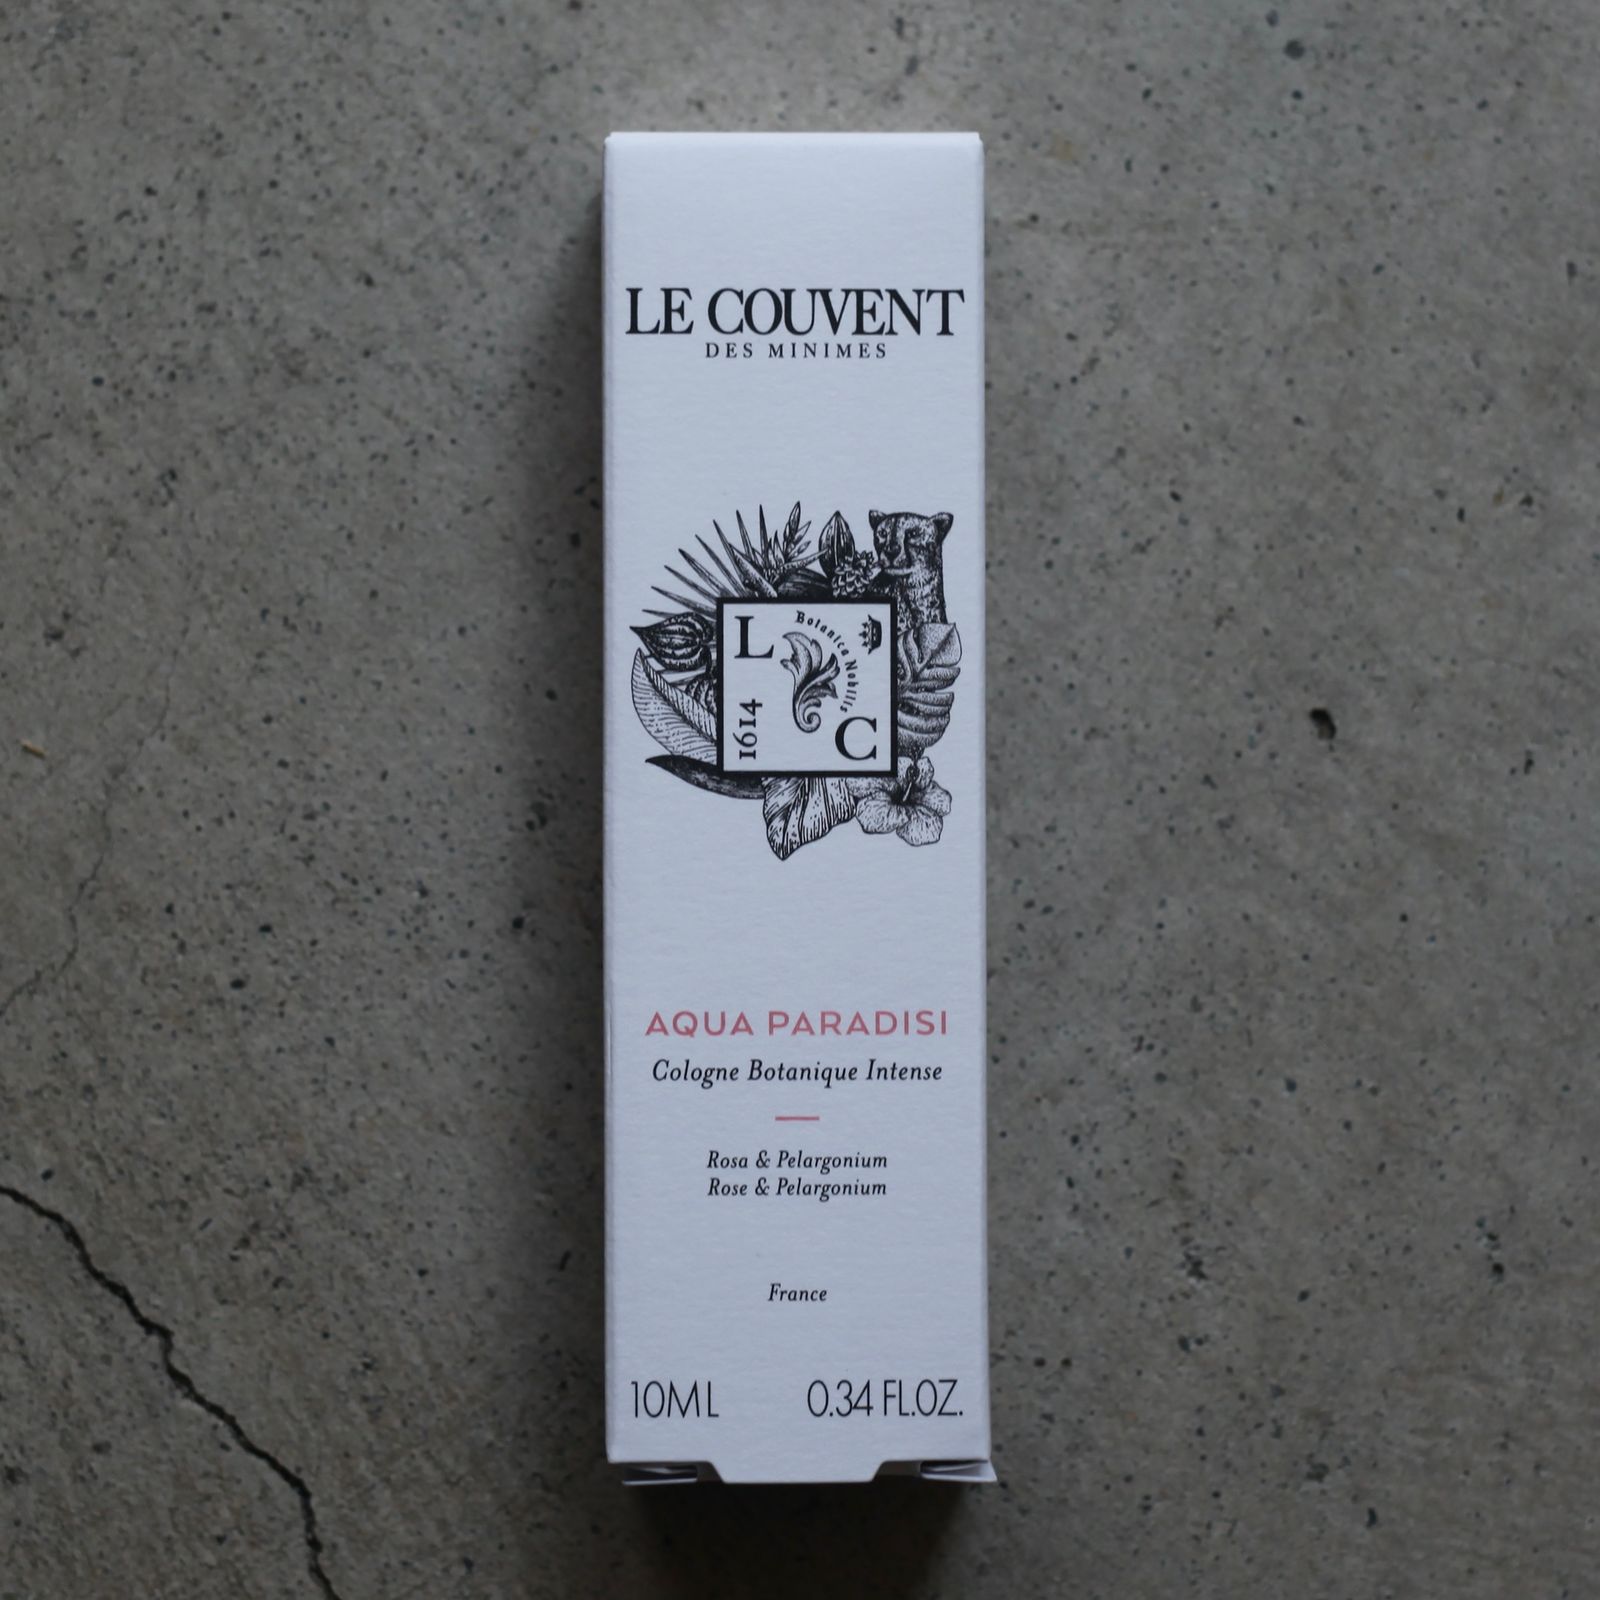 LE COUVENT
DES MINIMES
L
Botanica Nobilis
1614
C
AQUA PARADISI
Cologne Botanique Intense
Rosa & Pelargonium
Rose & Pelargonium
France
10ML 0.34 FL.OZ.